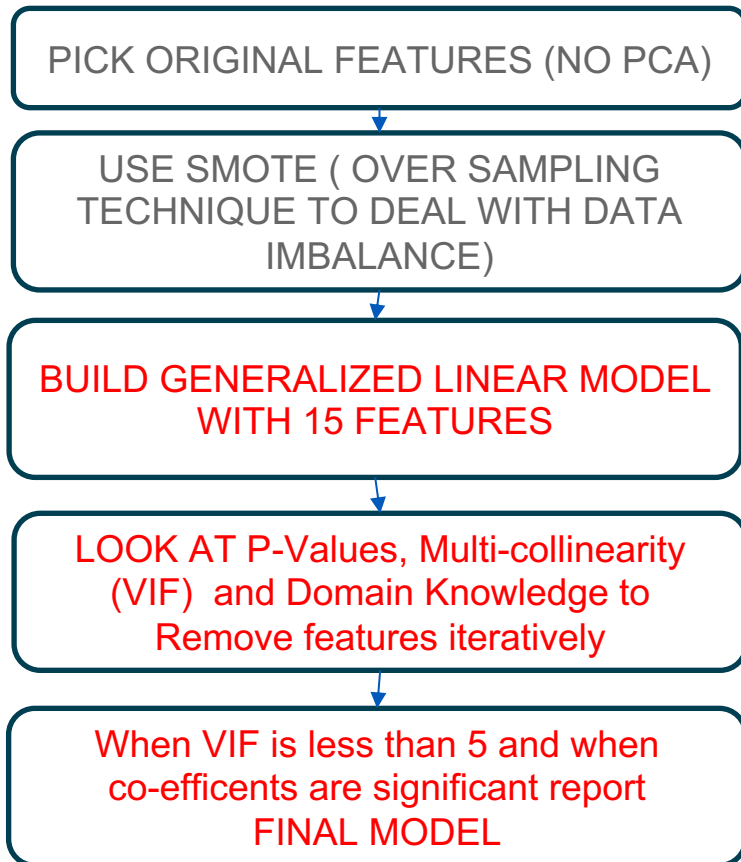 PICK ORIGINAL FEATURES (NO PCA)
USE SMOTE ( OVER SAMPLING
TECHNIQUE TO DEAL WITH DATA
IMBALANCE)
BUILD GENERALIZED LINEAR MODEL
WITH 15 FEATURES
LOOK AT P-Values, Multi-collinearity
(VIF) and Domain Knowledge to
Remove features iteratively
When VIF is less than 5 and when
co-efficents are significant report
FINAL MODEL